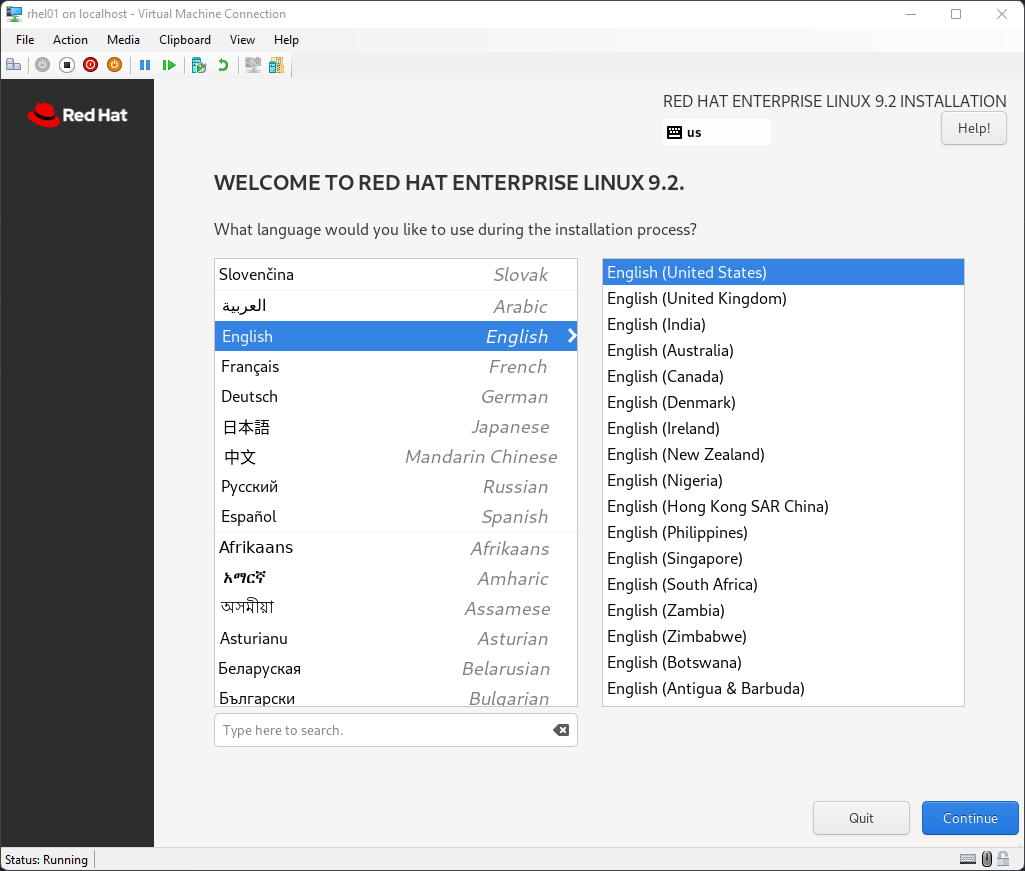 rhel01 on localhost - Virtual Machine Connection
File Action Media Clipboard View Help
Red Hat
RED HAT ENTERPRISE LINUX 9.2 INSTALLATION
us
Help!
WELCOME TO RED HAT ENTERPRISE LINUX 9.2.
What language would you like to use during the installation process?
Slovenčina Slovak
العربية Arabic
English English
Français French
Deutsch German
日本語 Japanese
中文 Mandarin Chinese
Русский Russian
Español Spanish
Afrikaans Afrikaans
አማርኛ Amharic
অসমীয়া Assamese
Asturianu Asturian
Беларуская Belarusian
Български Bulgarian
English (United States)
English (United Kingdom)
English (India)
English (Australia)
English (Canada)
English (Denmark)
English (Ireland)
English (New Zealand)
English (Nigeria)
English (Hong Kong SAR China)
English (Philippines)
English (Singapore)
English (South Africa)
English (Zambia)
English (Zimbabwe)
English (Botswana)
English (Antigua & Barbuda)
Type here to search.
Quit
Continue
Status: Running